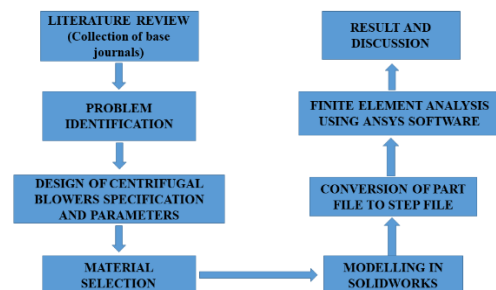 LITERATURE REVIEW
(Collection of base
journals)
PROBLEM
IDENTIFICATION
DESIGN OF CENTRIFUGAL
BLOWERS SPECIFICATION
AND PARAMETERS
MATERIAL
SELECTION
MODELLING IN
SOLIDWORKS
CONVERSION OF PART
FILE TO STEP FILE
FINITE ELEMENT ANALYSIS
USING ANSYS SOFTWARE
RESULT AND
DISCUSSION